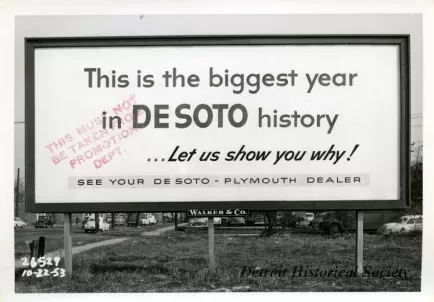 This is the biggest year
in DE SOTO history
...Let us show you why!
SEE YOUR DE SOTO - PLYMOUTH DEALER
THIS MUST NOT
BE TAKEN FROM
PROMOTION
DEPT.
WALKER & CO.
26529
10-22-53
Detroit Historical Society